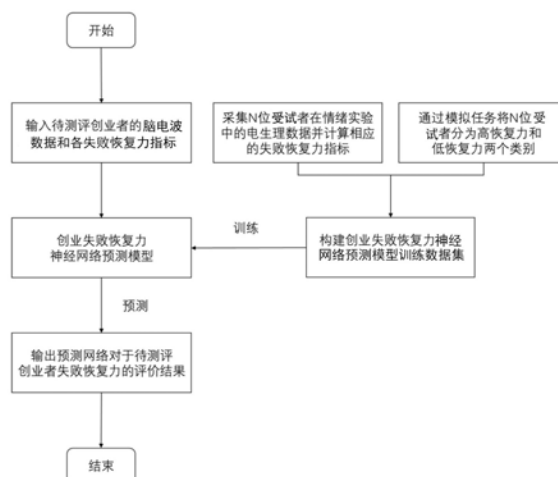 开始
输入待测评创业者的脑电波
数据和各失败恢复力指标
采集N位受试者在情绪实验
中的电生理数据并计算相应
的失败恢复力指标
通过模拟任务将N位受
试者分为高恢复力和
低恢复力两个类别
创业失败恢复力
神经网络预测模型
训练
构建创业失败恢复力神经
网络预测模型训练数据集
预测
输出预测网络对于待测评
创业者失败恢复力的评价结果
结束